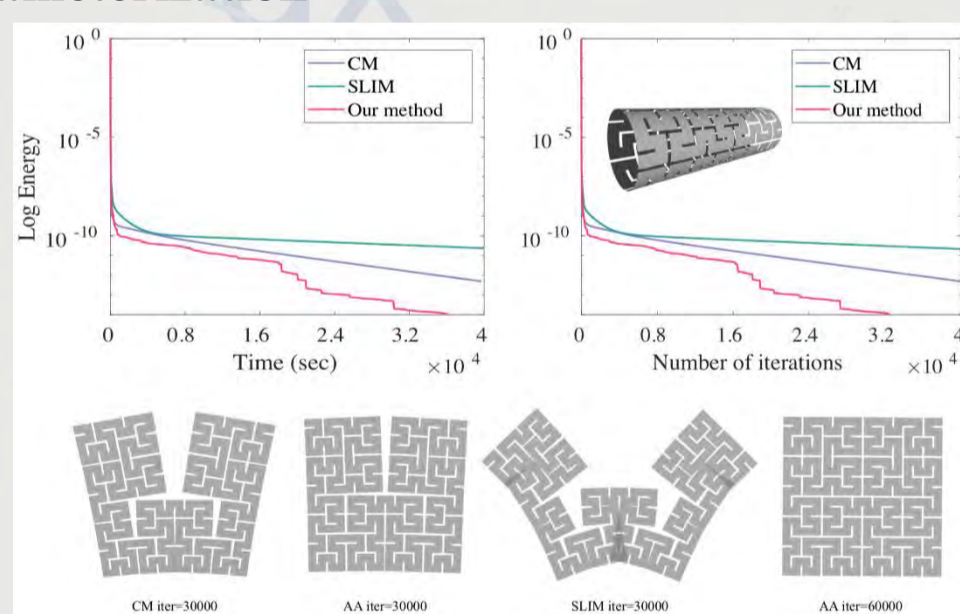 10 0
CM
SLIM
Our method
10 -5
10 -10
Log Energy
0 0.8 1.6 2.4 3.2 4
Time (sec) ×10 4
10 0
CM
SLIM
Our method
10 -5
10 -10
0 0.8 1.6 2.4 3.2 4
Number of iterations ×10 4
CM iter=30000
AA iter=30000
SLIM iter=30000
AA iter=60000